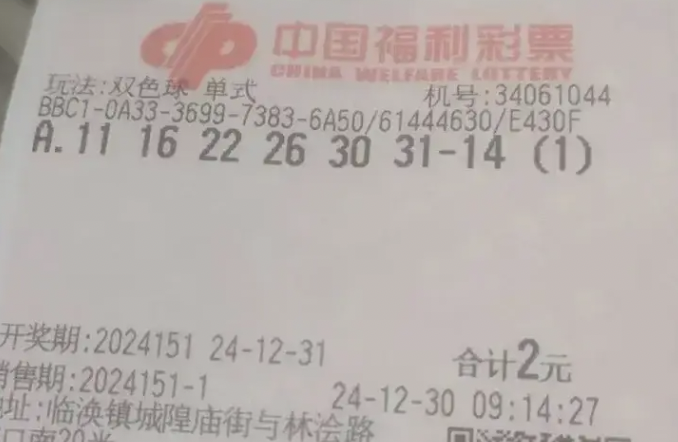 中国福利彩票
CHINA WELFARE LOTTERY
玩法:双色球 单式 机号:34061044
BBC1-0A33-3699-7383-6A50/61444630/E430F
A.11 16 22 26 30 31-14 (1)
开奖期:2024151 24-12-31 合计2元
销售期:2024151-1 24-12-30 09:14:27
址:临涣镇城隍庙街与林浍路
口南20米